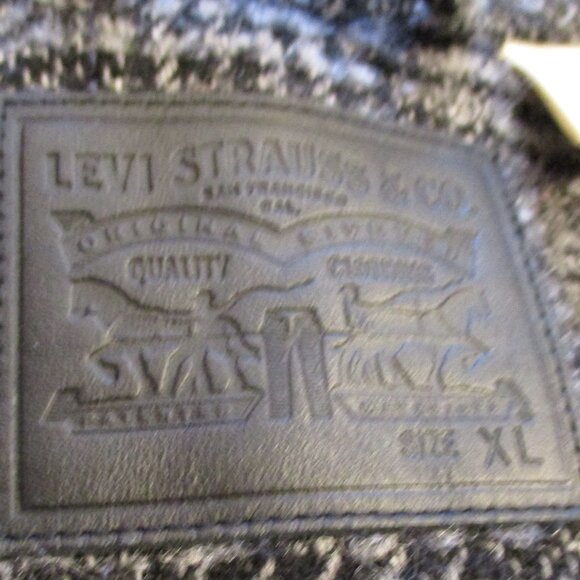 LEVI STRAUSS & CO.
SAN FRANCISCO
CAL.
ORIGINAL RIVETED
QUALITY CLOTHING
SIZE XL